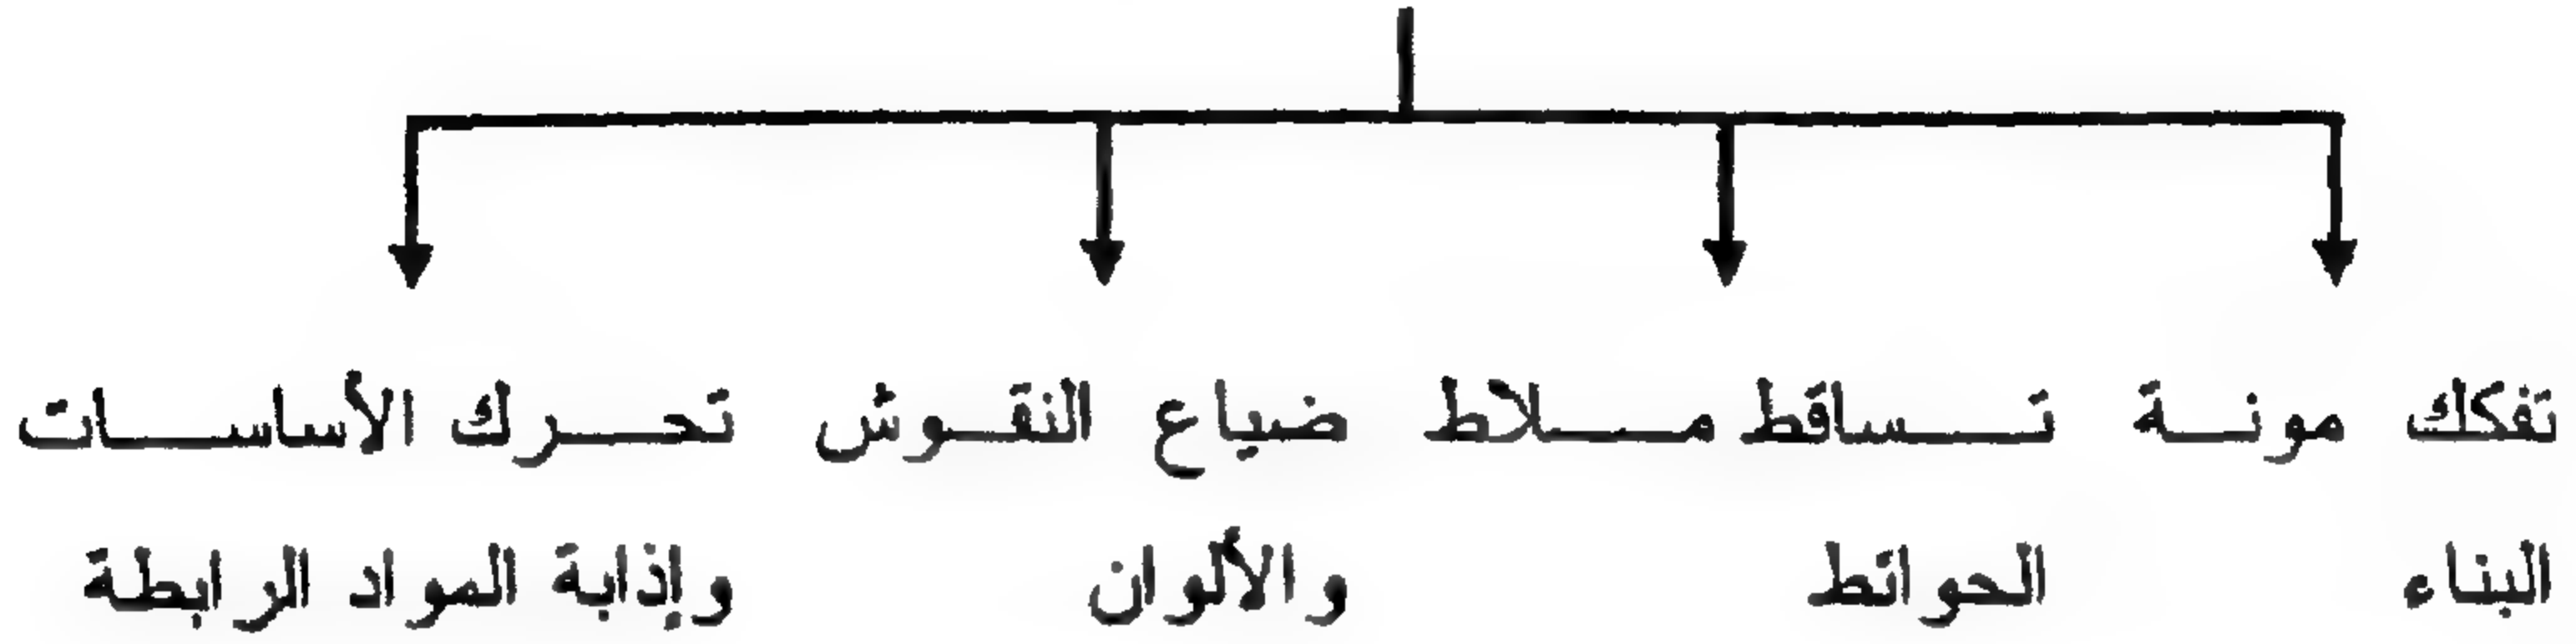 تفكك مونة
البناء
تساقط ملاط
الحوائط
ضياع النقوش
والألوان
تحرك الأساسات
وإذابة المواد الرابطة